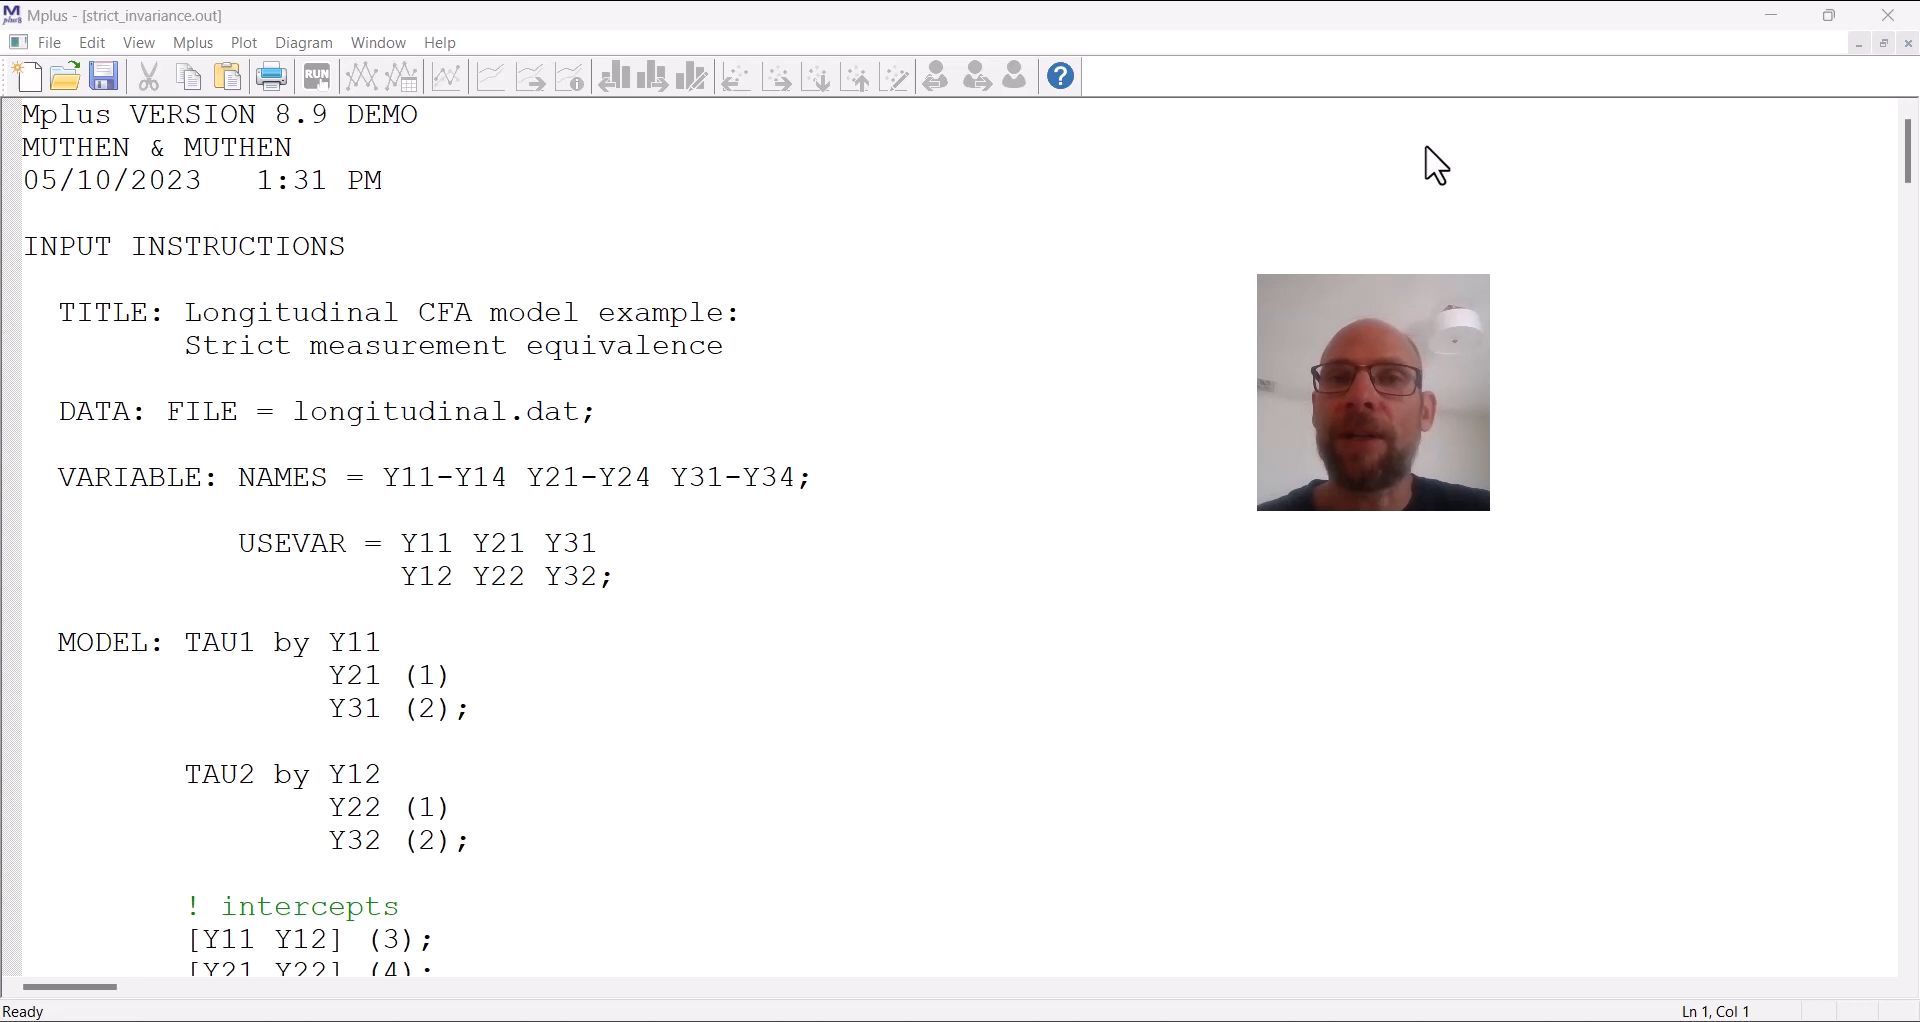 Mplus - [strict_invariance.out]
File Edit View Mplus Plot Diagram Window Help
RUN
Mplus VERSION 8.9 DEMO
MUTHEN & MUTHEN
05/10/2023 1:31 PM
INPUT INSTRUCTIONS
TITLE: Longitudinal CFA model example:
Strict measurement equivalence
DATA: FILE = longitudinal.dat;
VARIABLE: NAMES = Y11-Y14 Y21-Y24 Y31-Y34;
USEVAR = Y11 Y21 Y31
Y12 Y22 Y32;
MODEL: TAU1 by Y11
Y21 (1)
Y31 (2);
TAU2 by Y12
Y22 (1)
Y32 (2);
! intercepts
[Y11 Y12] (3);
[Y21 Y22] (4);
Ready
Ln 1, Col 1